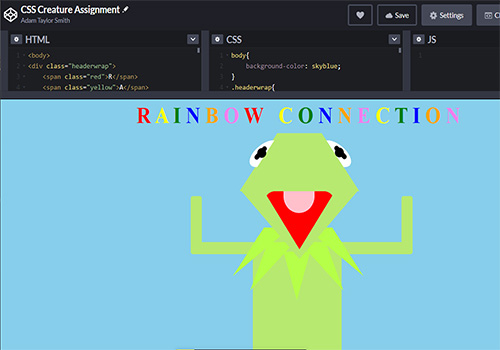 CSS Creature Assignment
Adam Taylor Smith
Save
Settings
HTML
CSS
JS
1 <body>
2 <div class="headerwrap">
3 <span class="red">R</span>
4 <span class="yellow">A</span>
1 body{
2 background-color: skyblue;
3 }
4 .headerwrap{
1
RAINBOW CONNECTION